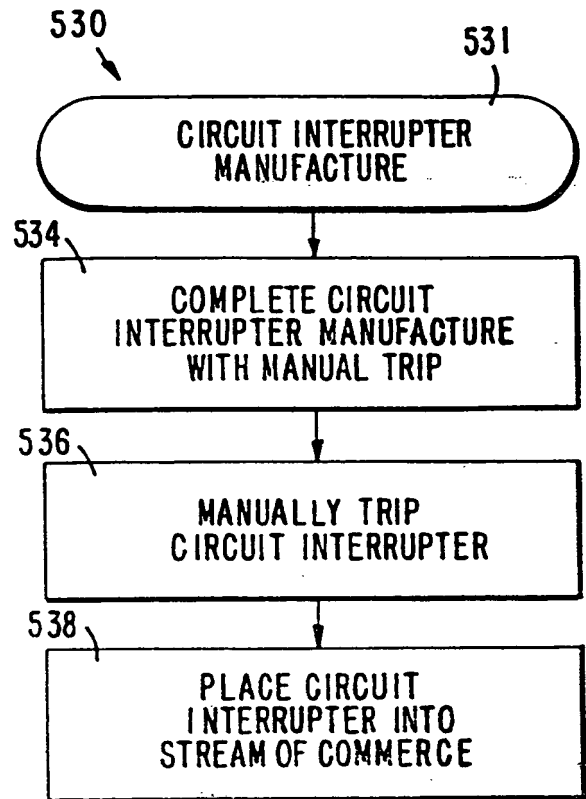 530
531
CIRCUIT INTERRUPTER
MANUFACTURE
534
COMPLETE CIRCUIT
INTERRUPTER MANUFACTURE
WITH MANUAL TRIP
536
MANUALLY TRIP
CIRCUIT INTERRUPTER
538
PLACE CIRCUIT
INTERRUPTER INTO
STREAM OF COMMERCE